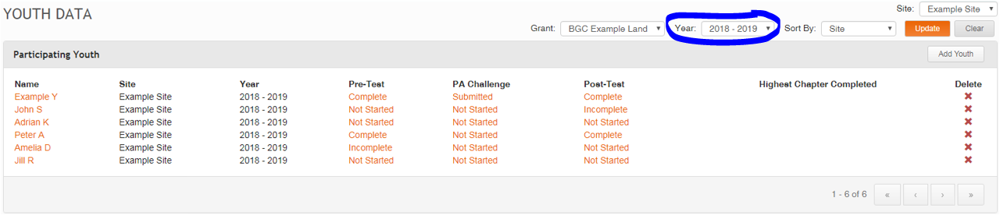 YOUTH DATA
Site: Example Site
Grant: BGC Example Land Year: 2018 - 2019 Sort By: Site Update Clear
Participating Youth Add Youth
Name Site Year Pre-Test PA Challenge Post-Test Highest Chapter Completed Delete
Example Y Example Site 2018 - 2019 Complete Submitted Complete
John S Example Site 2018 - 2019 Not Started Not Started Incomplete
Adrian K Example Site 2018 - 2019 Not Started Not Started Not Started
Peter A Example Site 2018 - 2019 Complete Not Started Complete
Amelia D Example Site 2018 - 2019 Incomplete Not Started Not Started
Jill R Example Site 2018 - 2019 Not Started Not Started Not Started
1 - 6 of 6 « ‹ › »